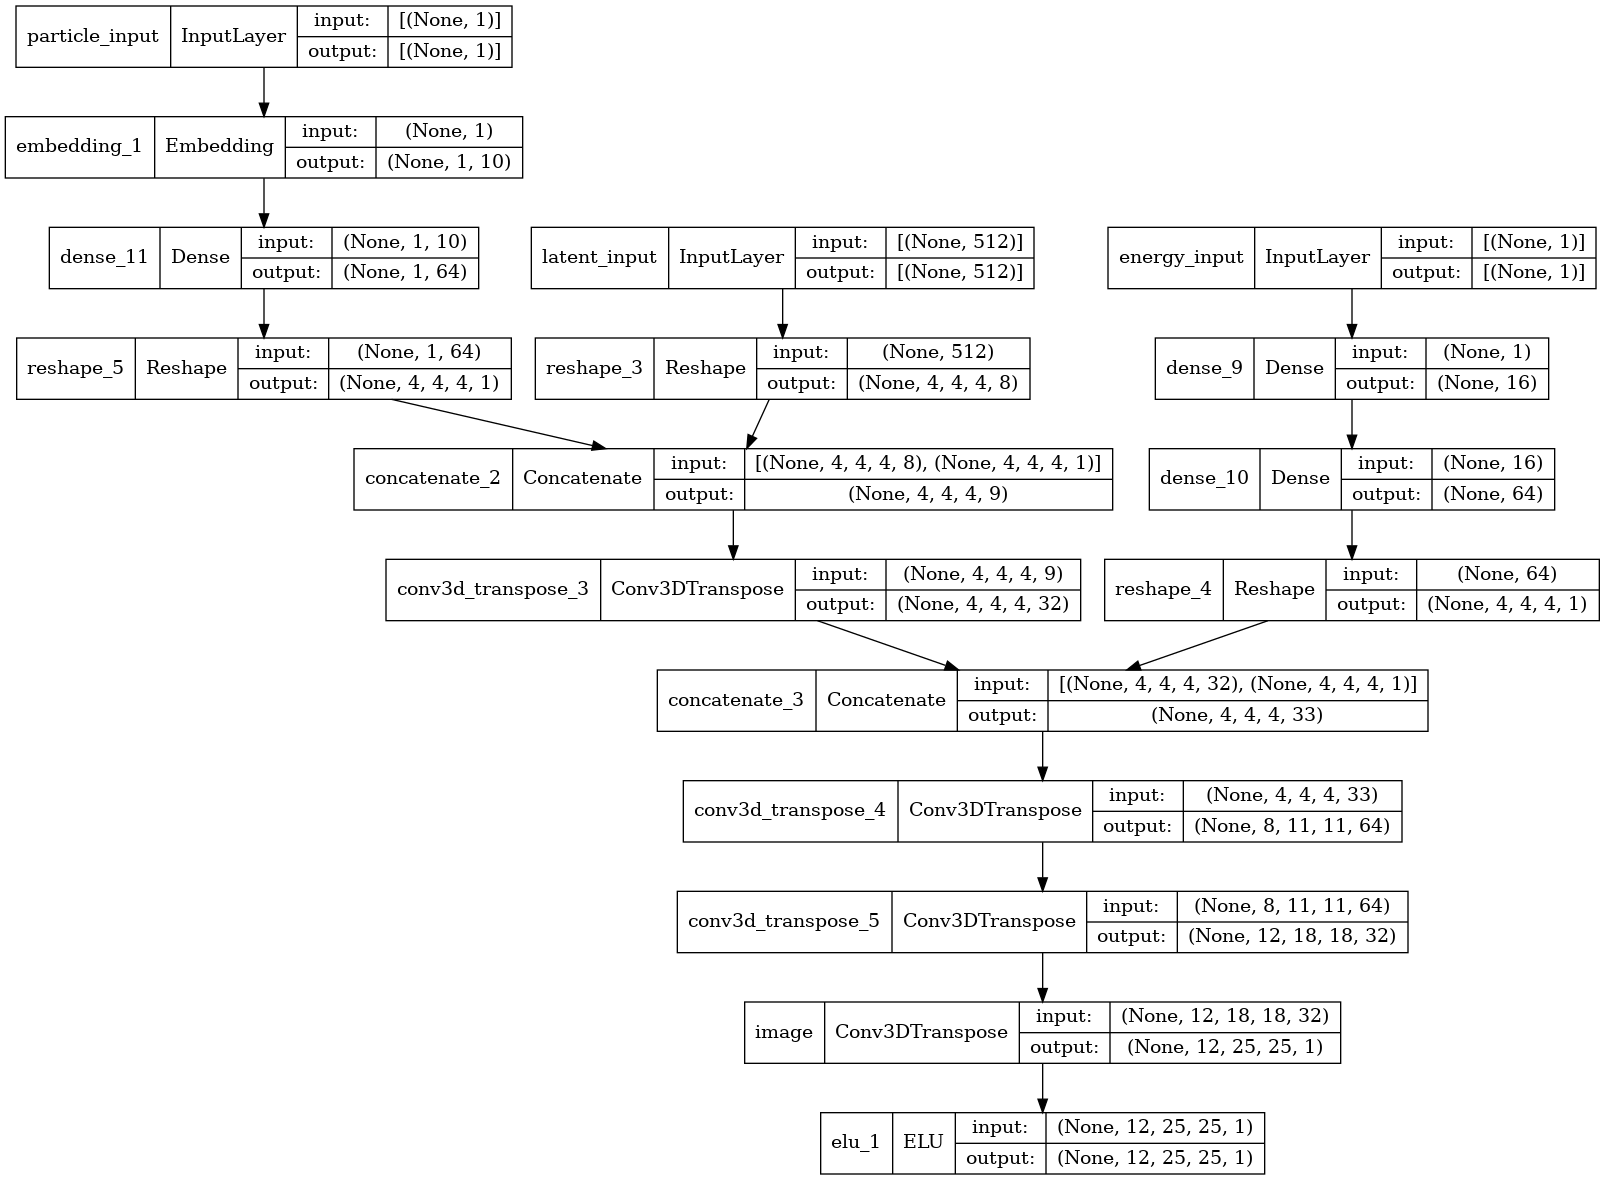 particle_input InputLayer input: [(None, 1)]
output: [(None, 1)]
embedding_1 Embedding input: (None, 1)
output: (None, 1, 10)
dense_11 Dense input: (None, 1, 10)
output: (None, 1, 64)
latent_input InputLayer input: [(None, 512)]
output: [(None, 512)]
energy_input InputLayer input: [(None, 1)]
output: [(None, 1)]
reshape_5 Reshape input: (None, 1, 64)
output: (None, 4, 4, 4, 1)
reshape_3 Reshape input: (None, 512)
output: (None, 4, 4, 4, 8)
dense_9 Dense input: (None, 1)
output: (None, 16)
concatenate_2 Concatenate input: [(None, 4, 4, 4, 8), (None, 4, 4, 4, 1)]
output: (None, 4, 4, 4, 9)
dense_10 Dense input: (None, 16)
output: (None, 64)
conv3d_transpose_3 Conv3DTranspose input: (None, 4, 4, 4, 9)
output: (None, 4, 4, 4, 32)
reshape_4 Reshape input: (None, 64)
output: (None, 4, 4, 4, 1)
concatenate_3 Concatenate input: [(None, 4, 4, 4, 32), (None, 4, 4, 4, 1)]
output: (None, 4, 4, 4, 33)
conv3d_transpose_4 Conv3DTranspose input: (None, 4, 4, 4, 33)
output: (None, 8, 11, 11, 64)
conv3d_transpose_5 Conv3DTranspose input: (None, 8, 11, 11, 64)
output: (None, 12, 18, 18, 32)
image Conv3DTranspose input: (None, 12, 18, 18, 32)
output: (None, 12, 25, 25, 1)
elu_1 ELU input: (None, 12, 25, 25, 1)
output: (None, 12, 25, 25, 1)